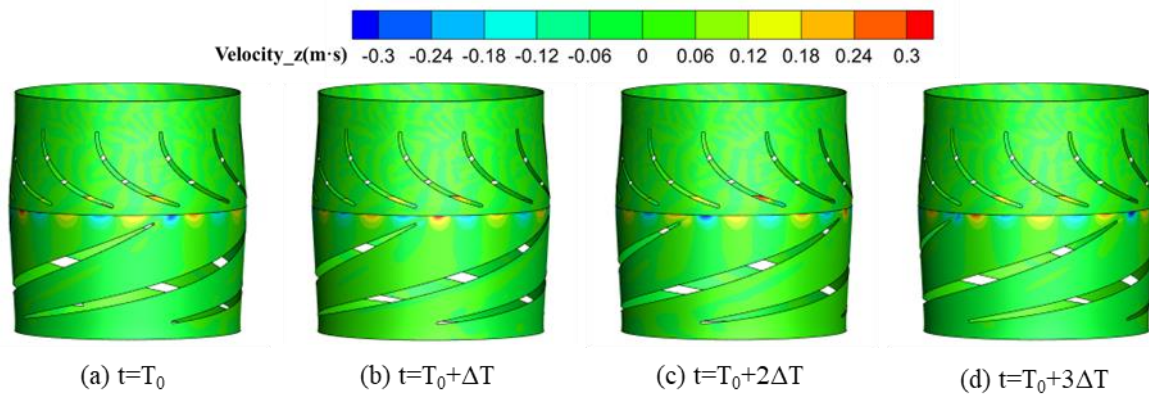 Velocity_z(m·s) -0.3 -0.24 -0.18 -0.12 -0.06 0 0.06 0.12 0.18 0.24 0.3
(a) t=T₀ (b) t=T₀+ΔT (c) t=T₀+2ΔT (d) t=T₀+3ΔT